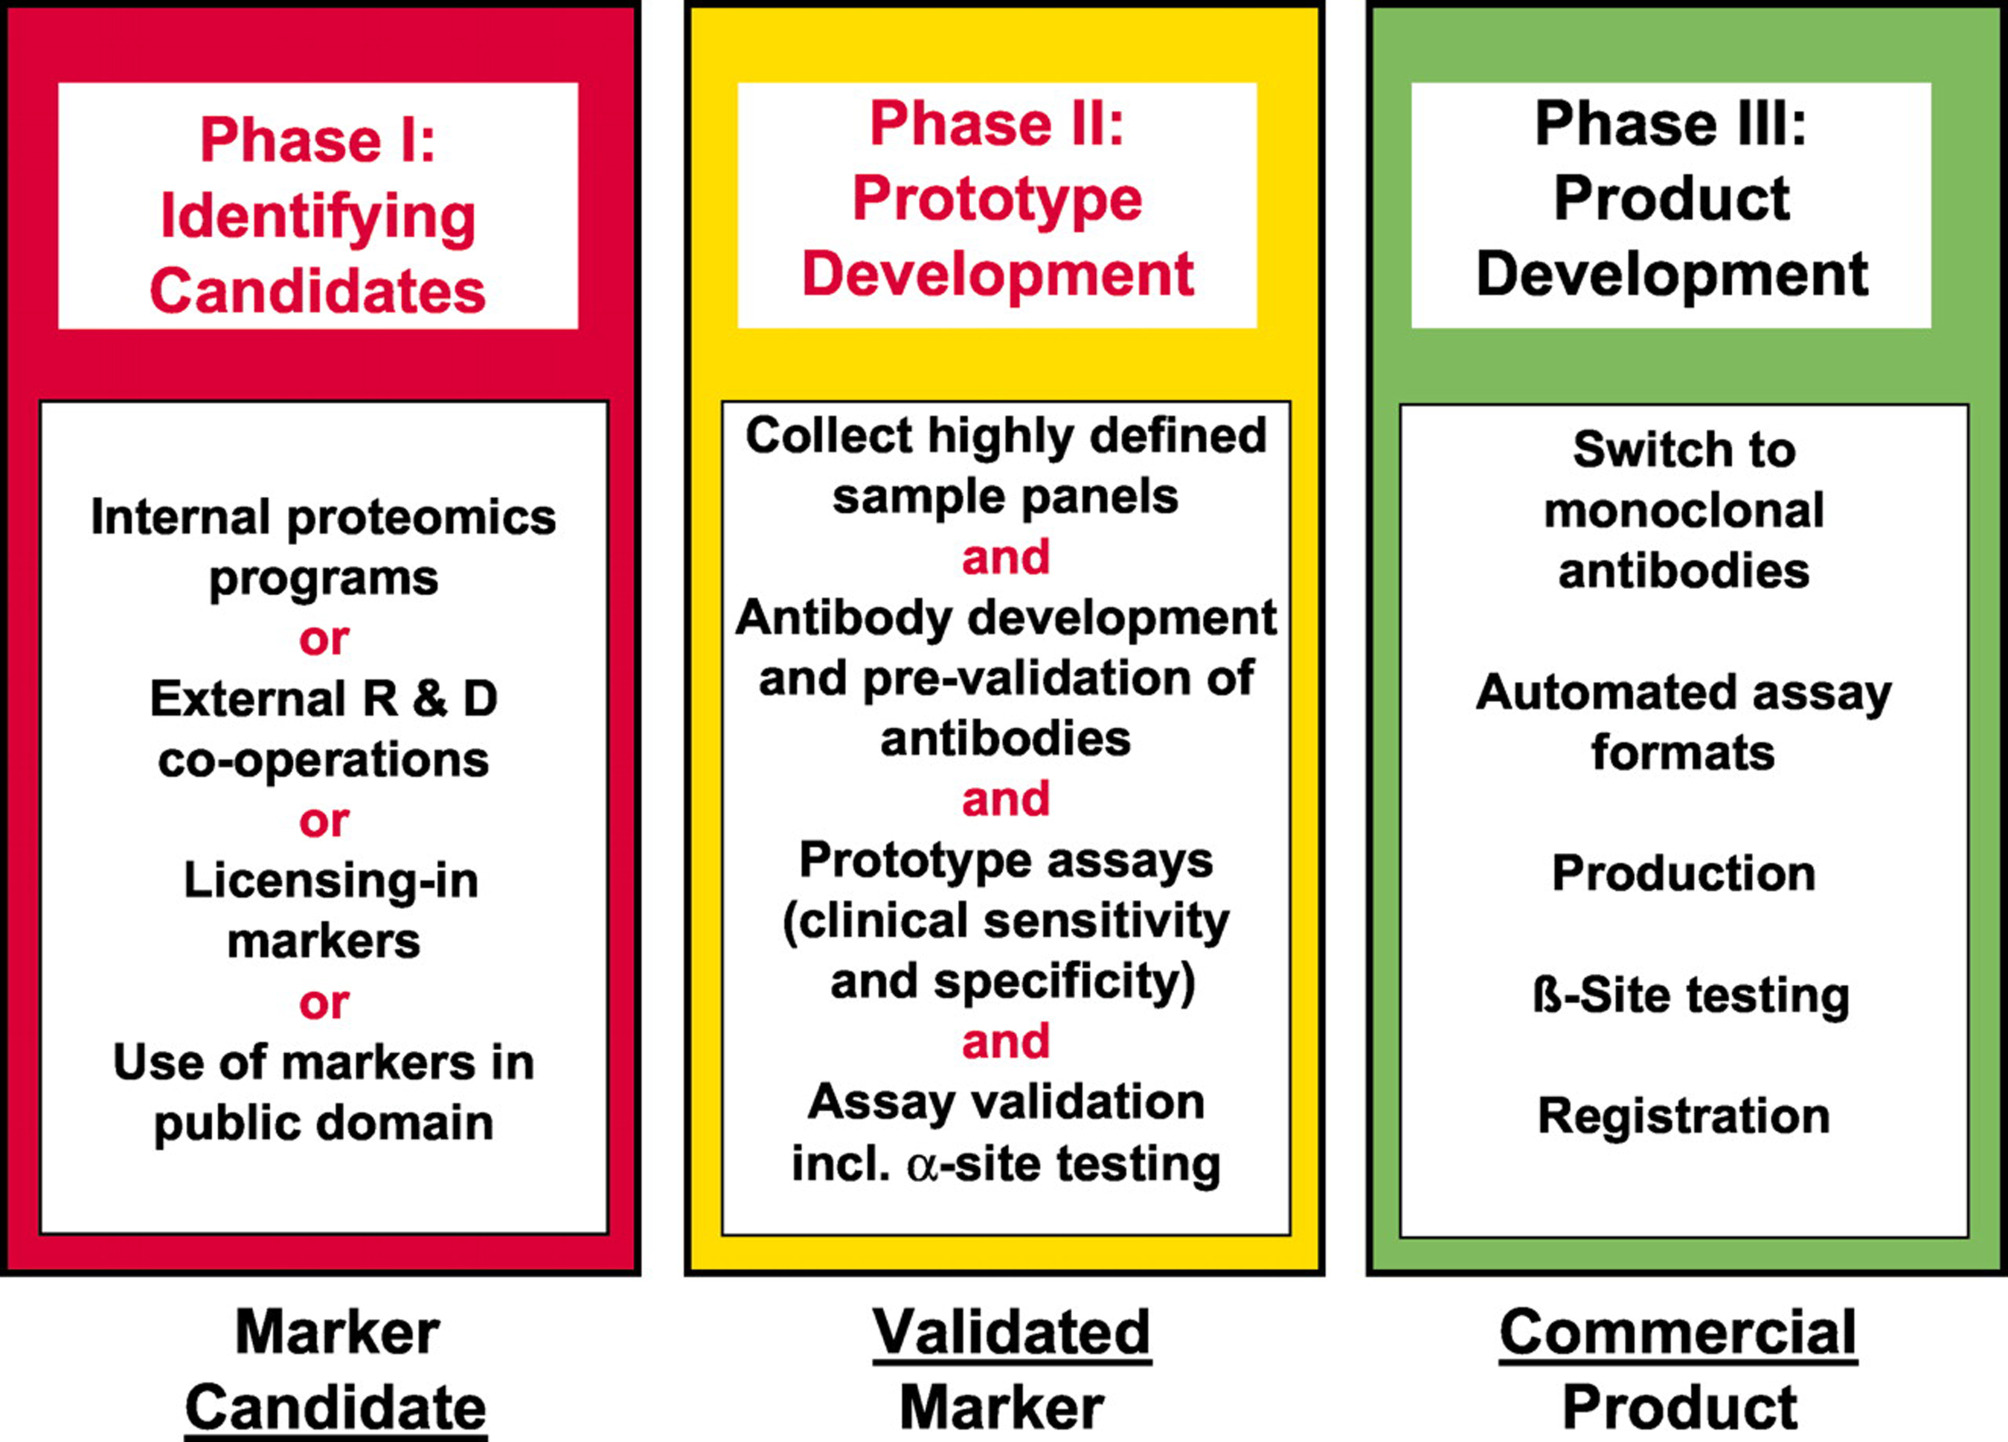 Phase I:
Identifying
Candidates
Internal proteomics
programs
or
External R & D
co-operations
or
Licensing-in
markers
or
Use of markers in
public domain
Marker
Candidate
Phase II:
Prototype
Development
Collect highly defined
sample panels
and
Antibody development
and pre-validation of
antibodies
and
Prototype assays
(clinical sensitivity
and specificity)
and
Assay validation
incl. α-site testing
Validated
Marker
Phase III:
Product
Development
Switch to
monoclonal
antibodies
Automated assay
formats
Production
ß-Site testing
Registration
Commercial
Product